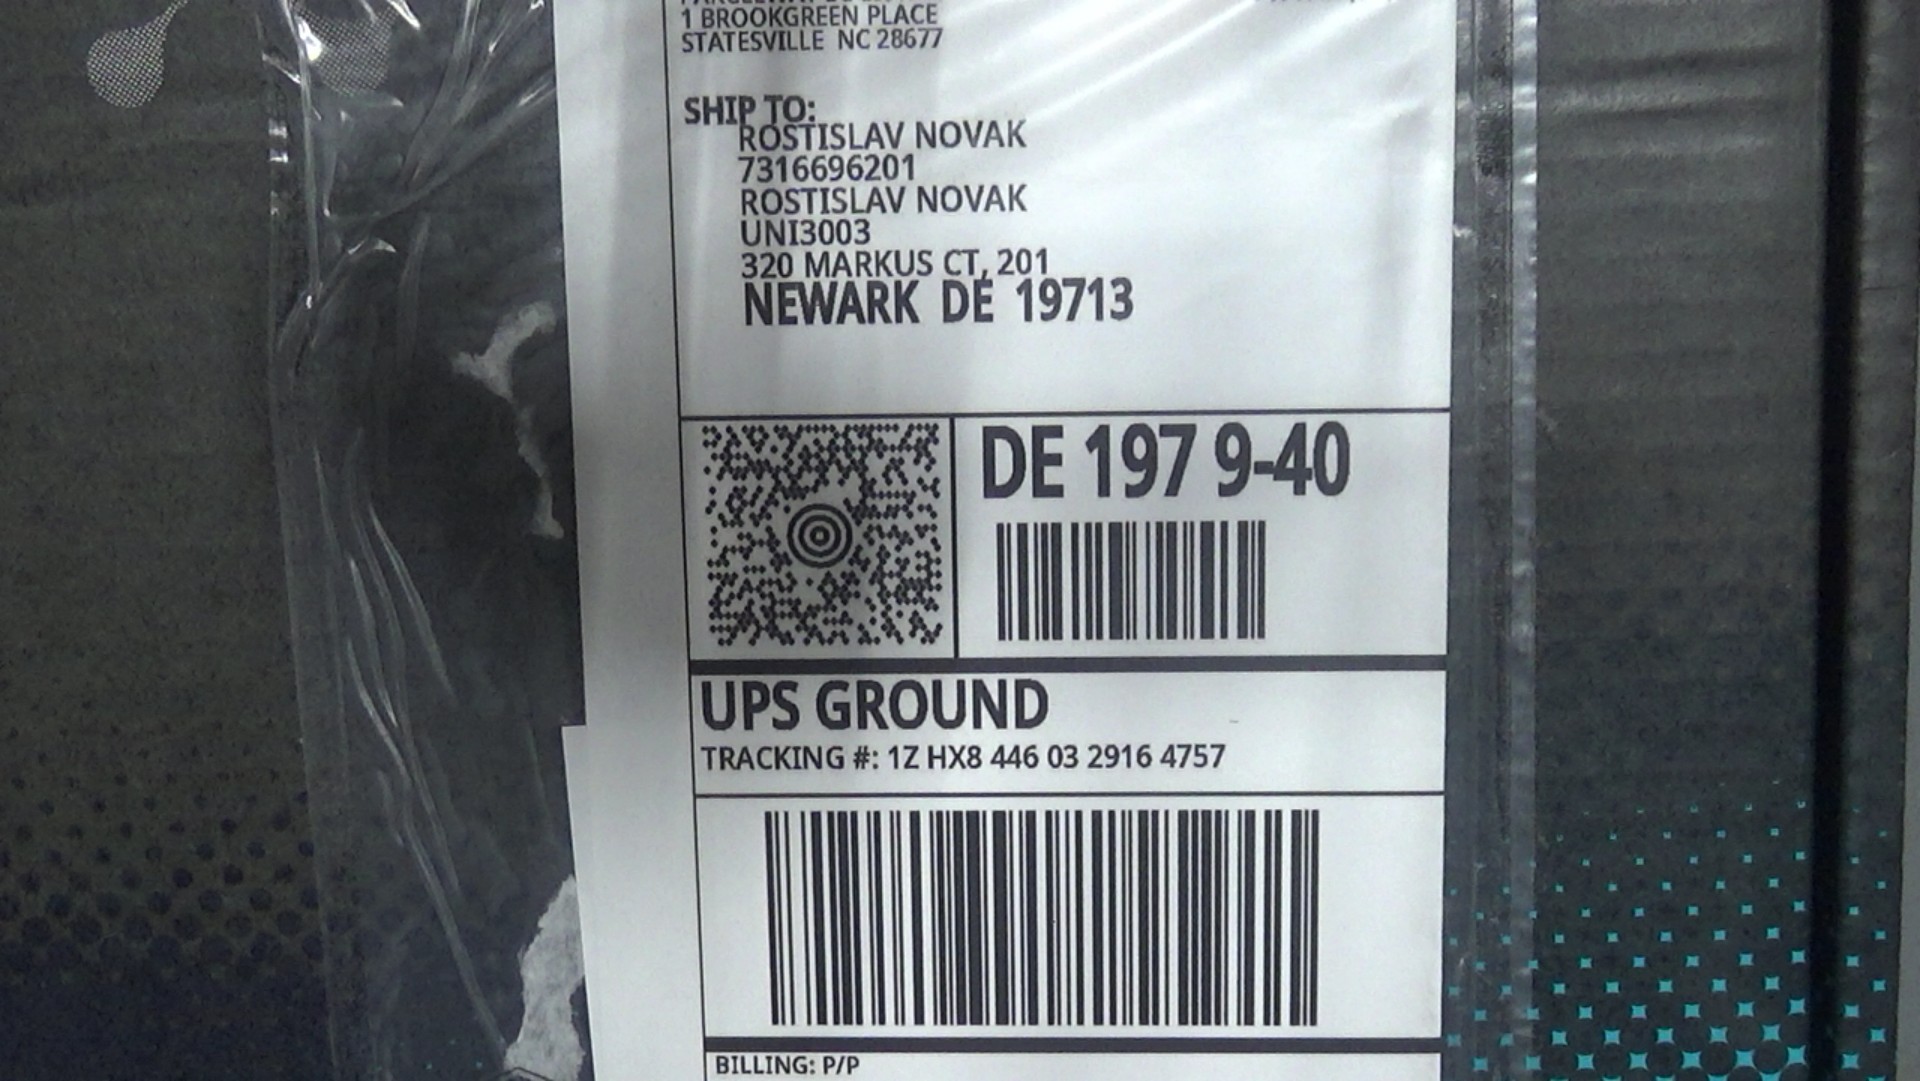 1 BROOKGREEN PLACE
STATESVILLE NC 28677
SHIP TO:
ROSTISLAV NOVAK
7316696201
ROSTISLAV NOVAK
UNI3003
320 MARKUS CT, 201
NEWARK DE 19713
DE 197 9-40
UPS GROUND
TRACKING #: 1Z HX8 446 03 2916 4757
BILLING: P/P